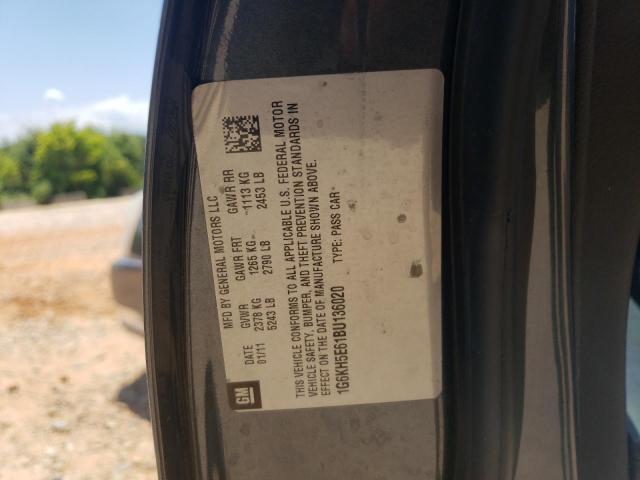 MFD BY GENERAL MOTORS LLC
DATE GVWR GAWR FRT GAWR RR
01/11 2378 KG 1265 KG 1113 KG
5243 LB 2790 LB 2453 LB
THIS VEHICLE CONFORMS TO ALL APPLICABLE U.S. FEDERAL MOTOR
VEHICLE SAFETY, BUMPER, AND THEFT PREVENTION STANDARDS IN
EFFECT ON THE DATE OF MANUFACTURE SHOWN ABOVE.
1G6KH5E61BU136020 TYPE: PASS CAR
GM